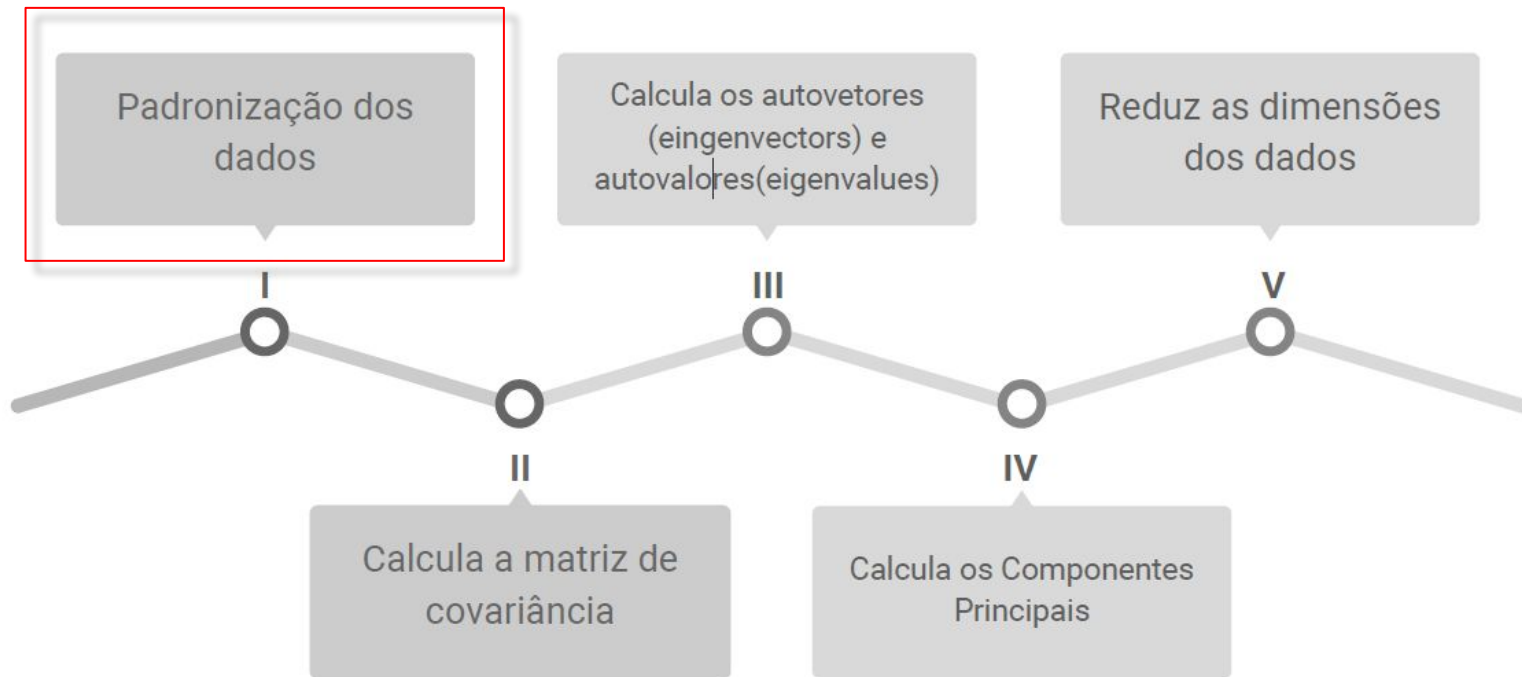 Padronização dos
dados
I
Calcula a matriz de
covariância
II
Calcula os autovetores
(eingenvectors) e
autovalores(eigenvalues)
III
Calcula os Componentes
Principais
IV
Reduz as dimensões
dos dados
V